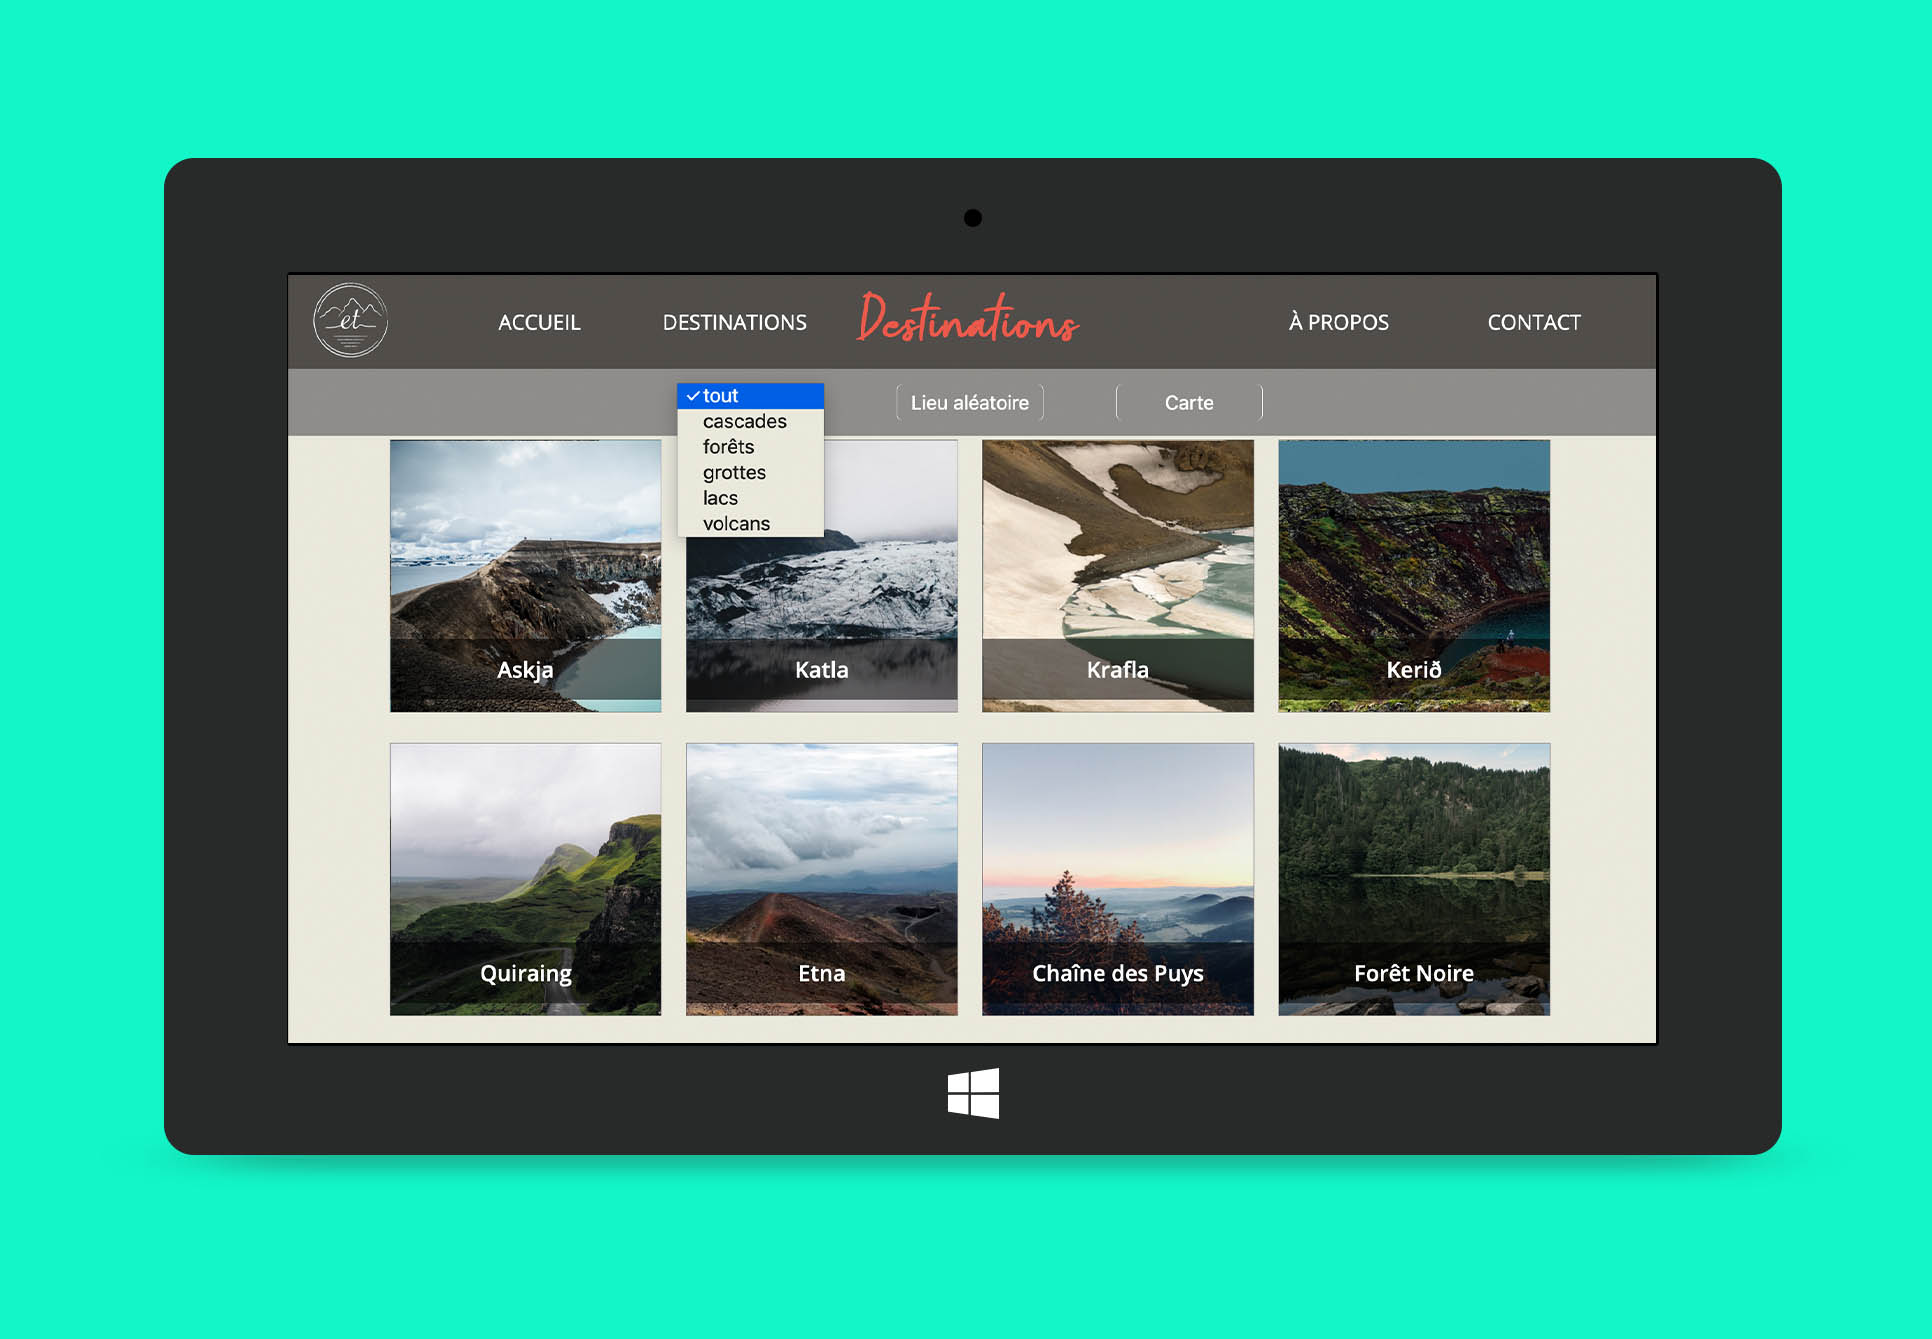 et
ACCUEIL
DESTINATIONS
Destinations
À PROPOS
CONTACT
✓tout
cascades
forêts
grottes
lacs
volcans
Lieu aléatoire
Carte
Askja
Katla
Krafla
Kerið
Quiraing
Etna
Chaîne des Puys
Forêt Noire